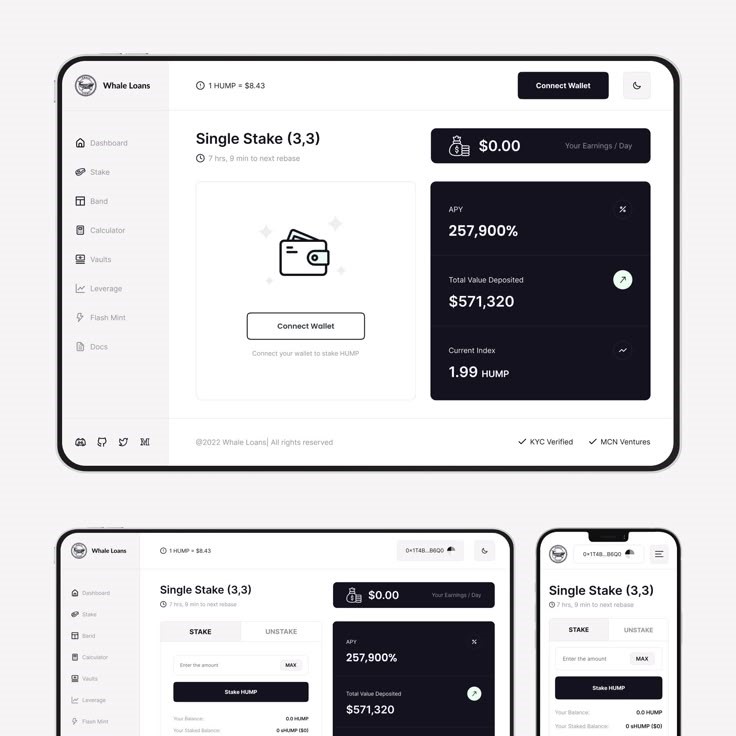 Whale Loans
1 HUMP = $8.43
Connect Wallet
Dashboard
Stake
Band
Calculator
Vaults
Leverage
Flash Mint
Docs
Single Stake (3,3)
7 hrs, 9 min to next rebase
$0.00
Your Earnings / Day
Connect Wallet
Connect your wallet to stake HUMP
APY
257,900%
Total Value Deposited
$571,320
Current Index
1.99 HUMP
@2022 Whale Loans| All rights reserved
KYC Verified
MCN Ventures
Whale Loans
1 HUMP = $8.43
0x1T4B...B6Q0
Dashboard
Stake
Band
Calculator
Vaults
Leverage
Flash Mint
Single Stake (3,3)
7 hrs, 9 min to next rebase
$0.00
Your Earnings / Day
STAKE
UNSTAKE
Enter the amount
MAX
Stake HUMP
Your Balance:
0.0 HUMP
Your Staked Balance:
0 sHUMP ($0)
APY
257,900%
Total Value Deposited
$571,320
0x1T4B...B6Q0
Single Stake (3,3)
7 hrs, 9 min to next rebase
STAKE
UNSTAKE
Enter the amount
MAX
Stake HUMP
Your Balance:
0.0 HUMP
Your Staked Balance:
0 sHUMP ($0)